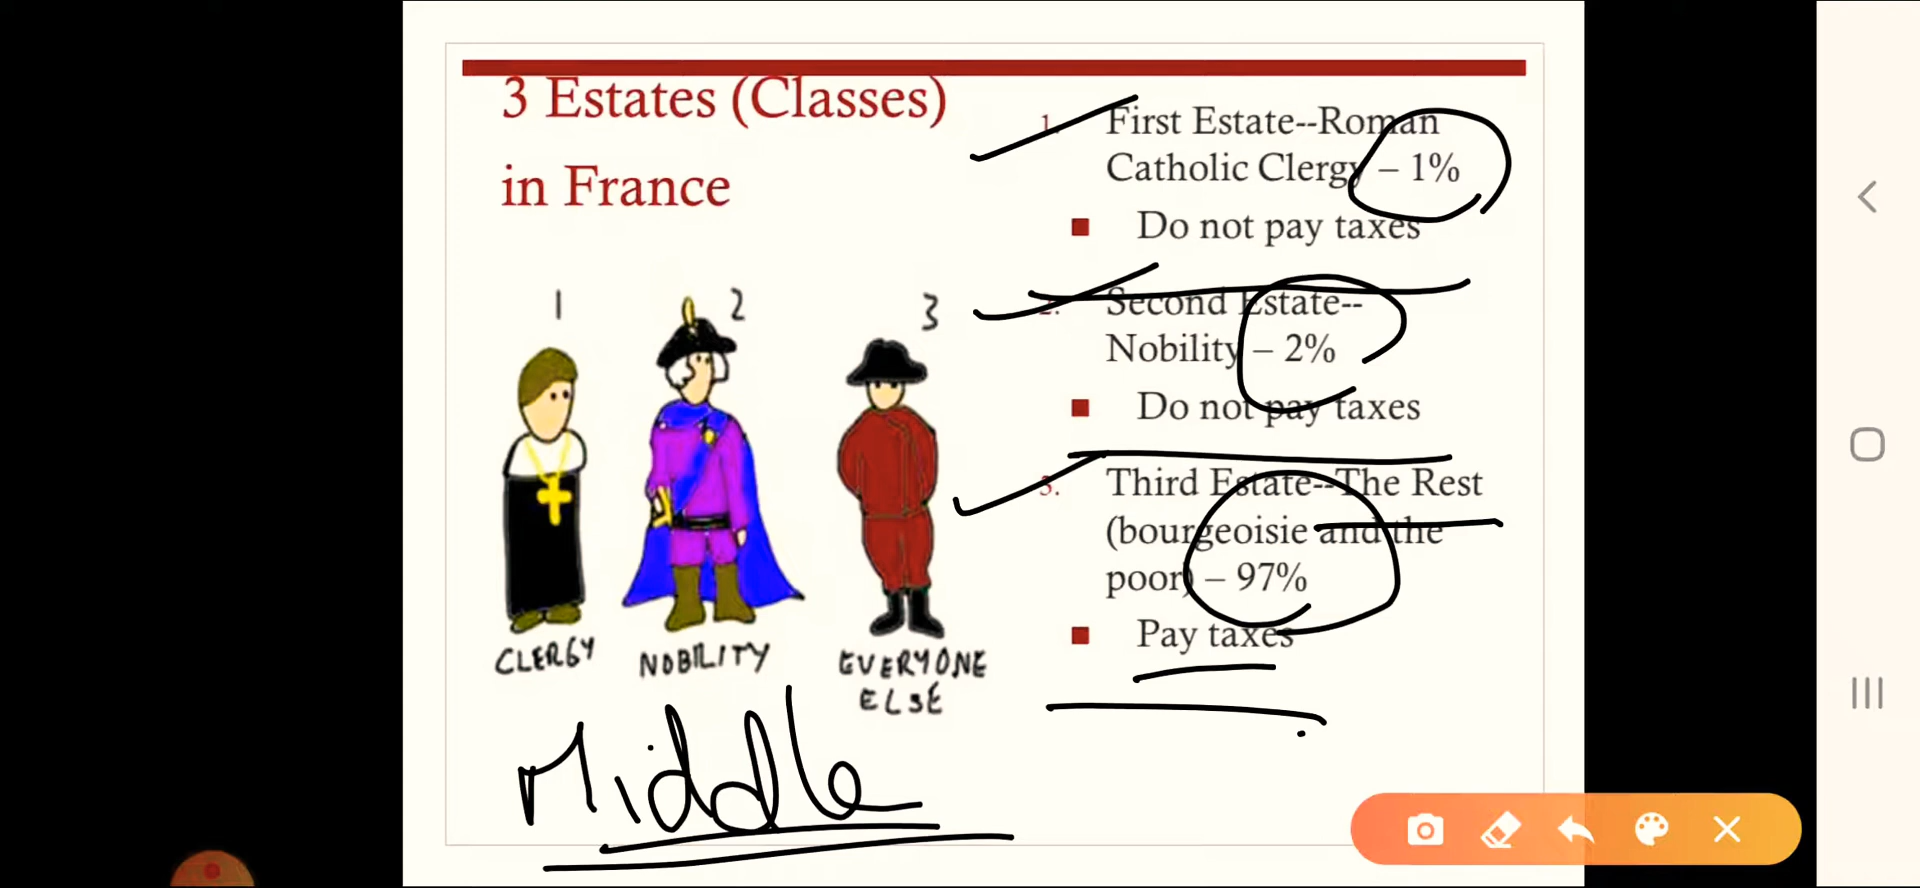 3 Estates (Classes)
in France
1 2 3
CLERGY NOBILITY EVERYONE
ELSE
Middle
1. First Estate--Roman
Catholic Clergy – 1%
Do not pay taxes
2. Second Estate--
Nobility – 2%
Do not pay taxes
3. Third Estate--The Rest
(bourgeoisie and the
poor) – 97%
Pay taxes